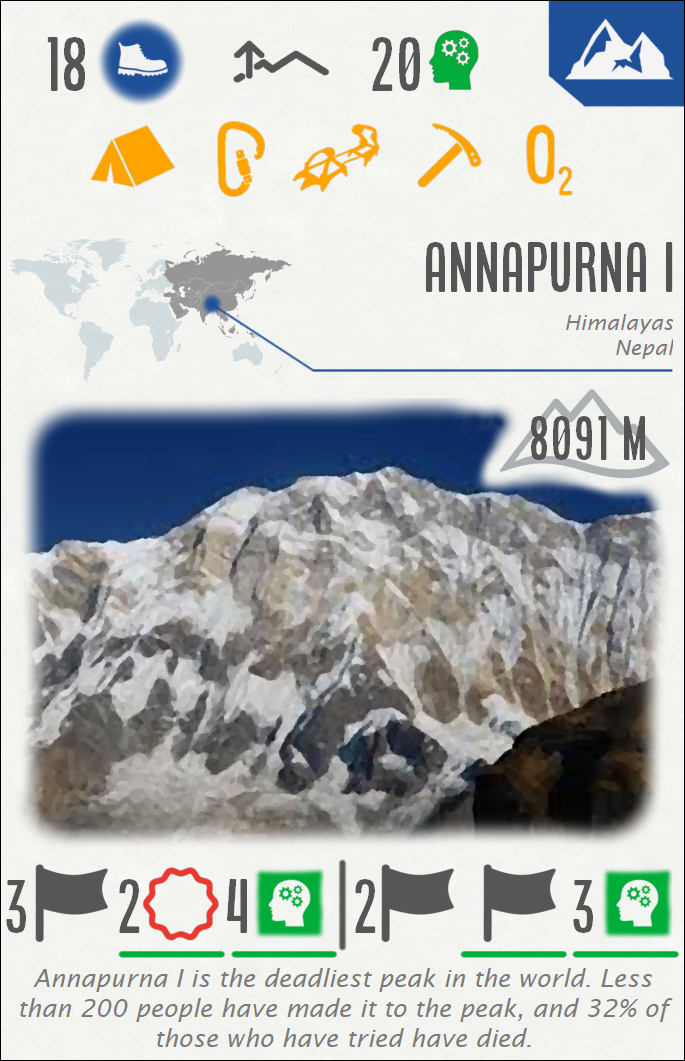 18 20
O2
ANNAPURNA I
Himalayas
Nepal
8091 M
3 2 4 2 3
Annapurna I is the deadliest peak in the world. Less
than 200 people have made it to the peak, and 32% of
those who have tried have died.